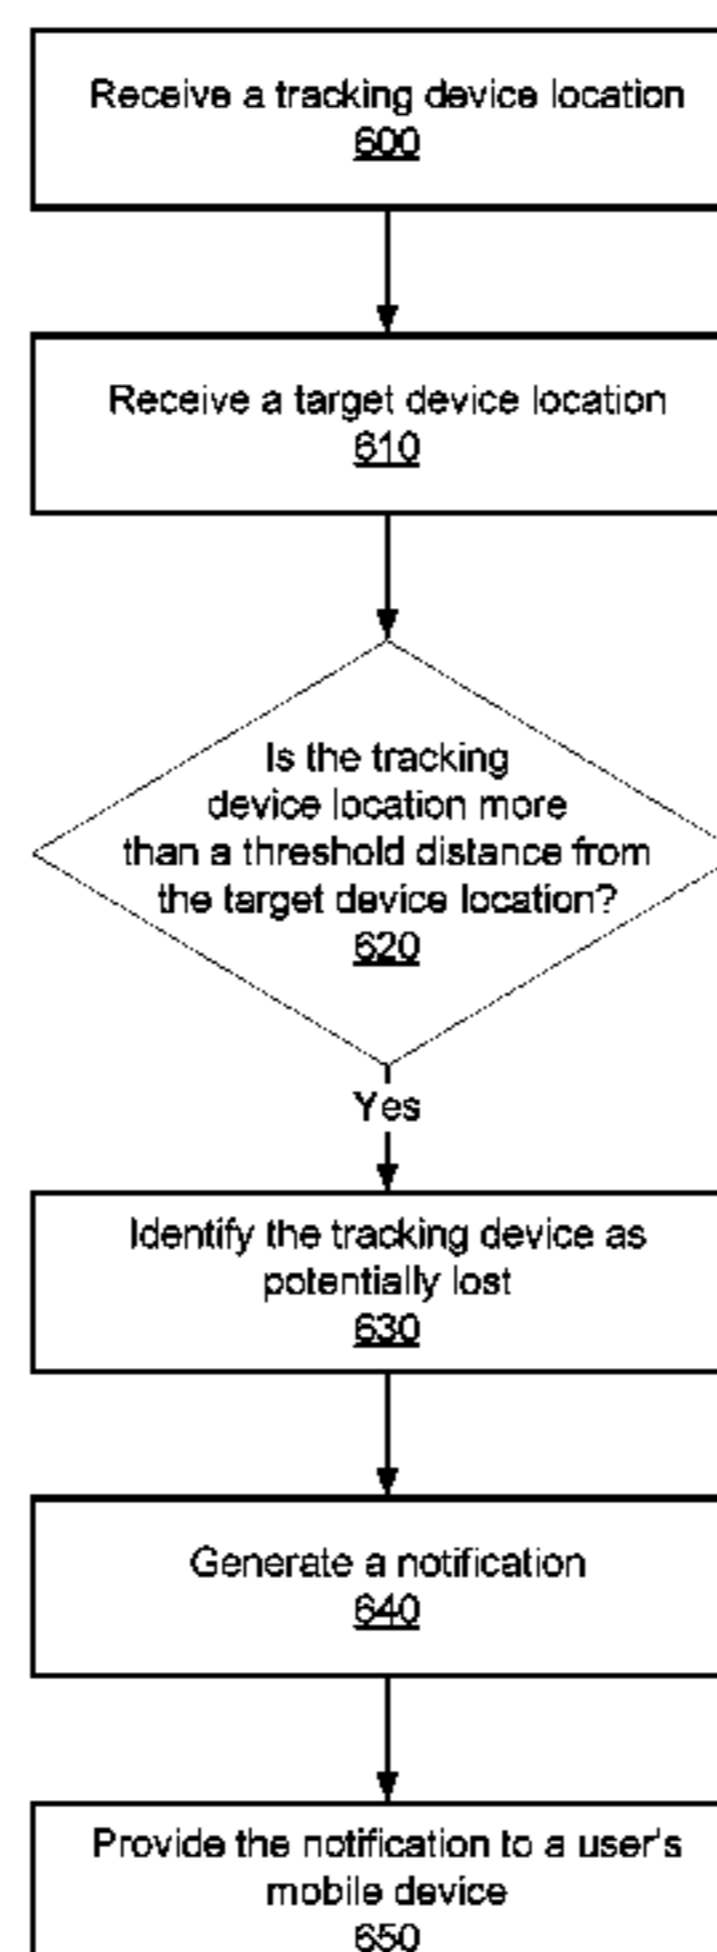 Receive a tracking device location
600
Receive a target device location
610
Is the tracking
device location more
than a threshold distance from
the target device location?
620
Yes
Identify the tracking device as
potentially lost
630
Generate a notification
640
Provide the notification to a user's
mobile device
650